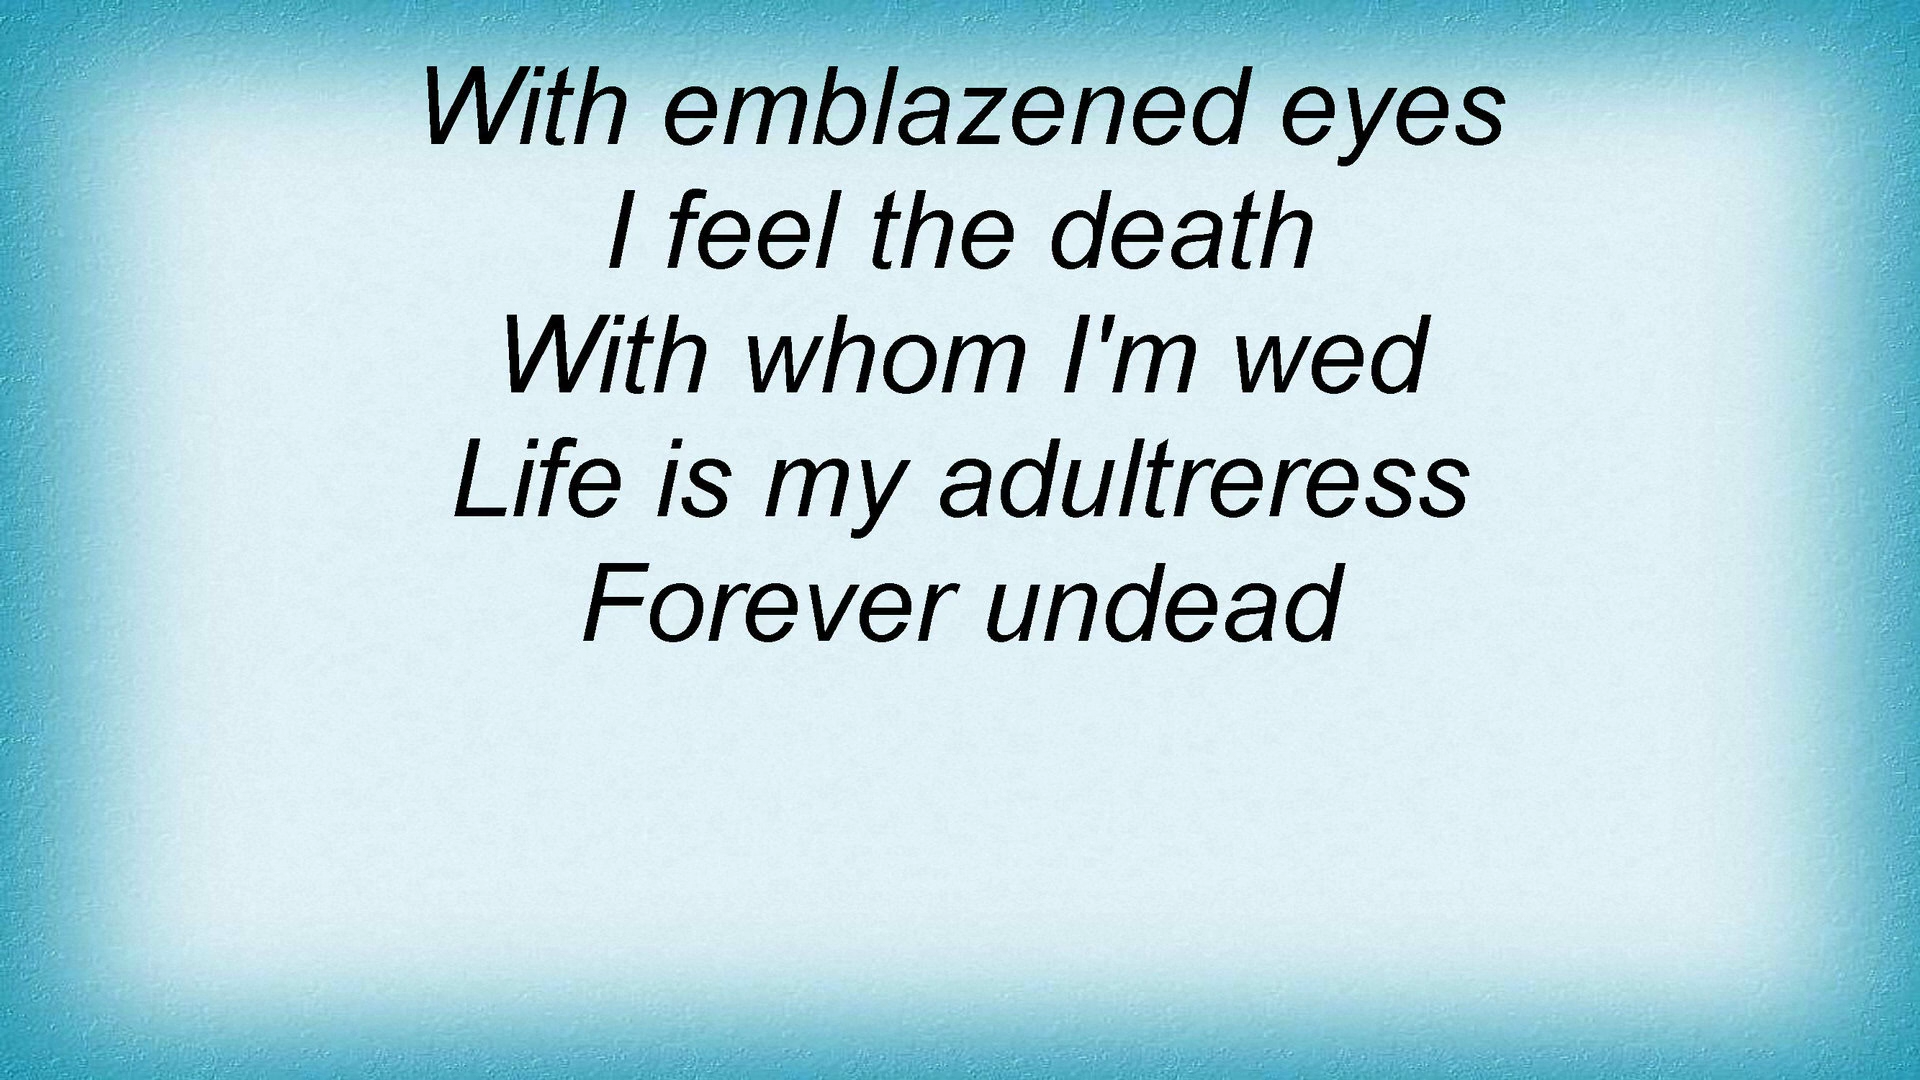 With emblazened eyes
I feel the death
With whom I'm wed
Life is my adultreress
Forever undead